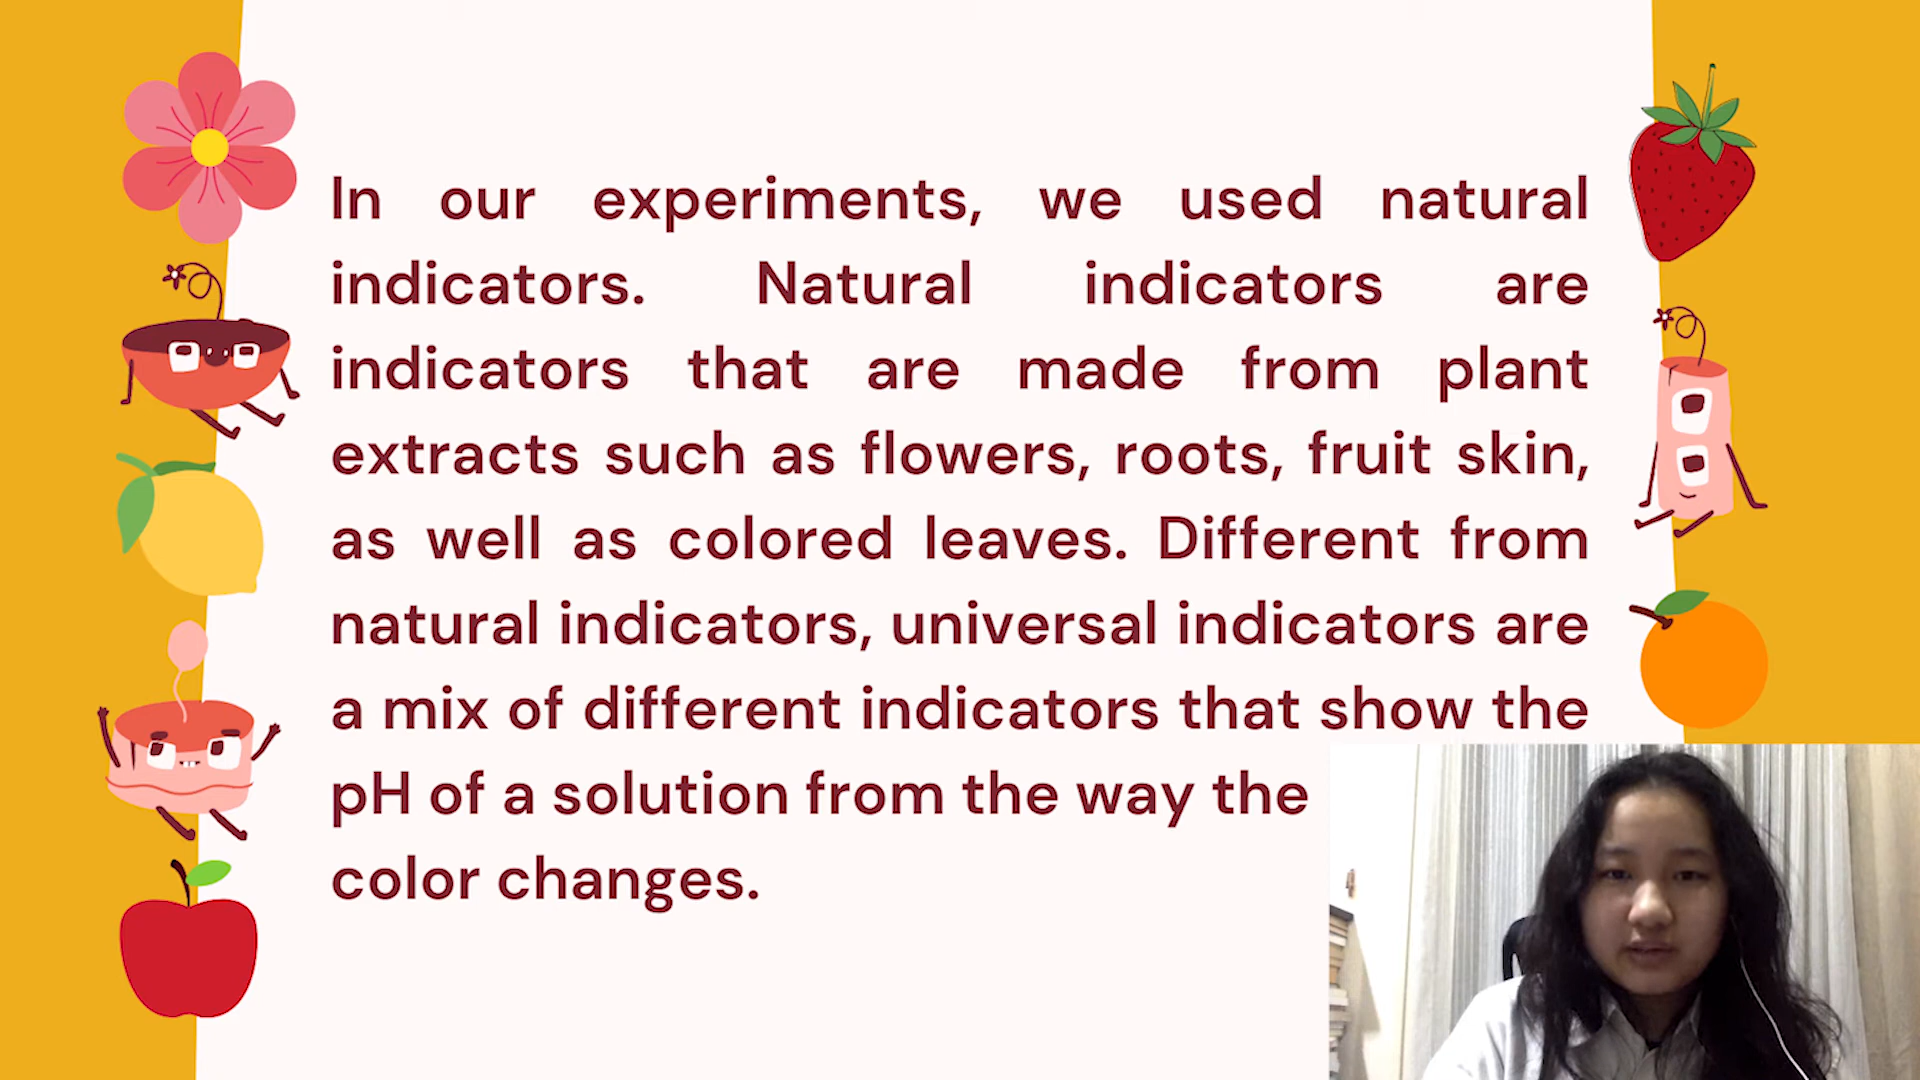 In our experiments, we used natural
indicators. Natural indicators are
indicators that are made from plant
extracts such as flowers, roots, fruit skin,
as well as colored leaves. Different from
natural indicators, universal indicators are
a mix of different indicators that show the
pH of a solution from the way the
color changes.